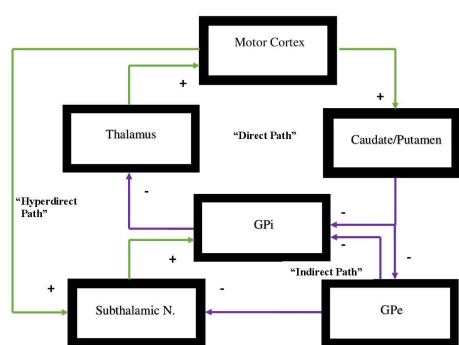 Motor Cortex
+
+
Thalamus
“Direct Path”
Caudate/Putamen
“Hyperdirect
Path”
-
-
GPi
-
-
+
“Indirect Path”
+
-
Subthalamic N.
GPe